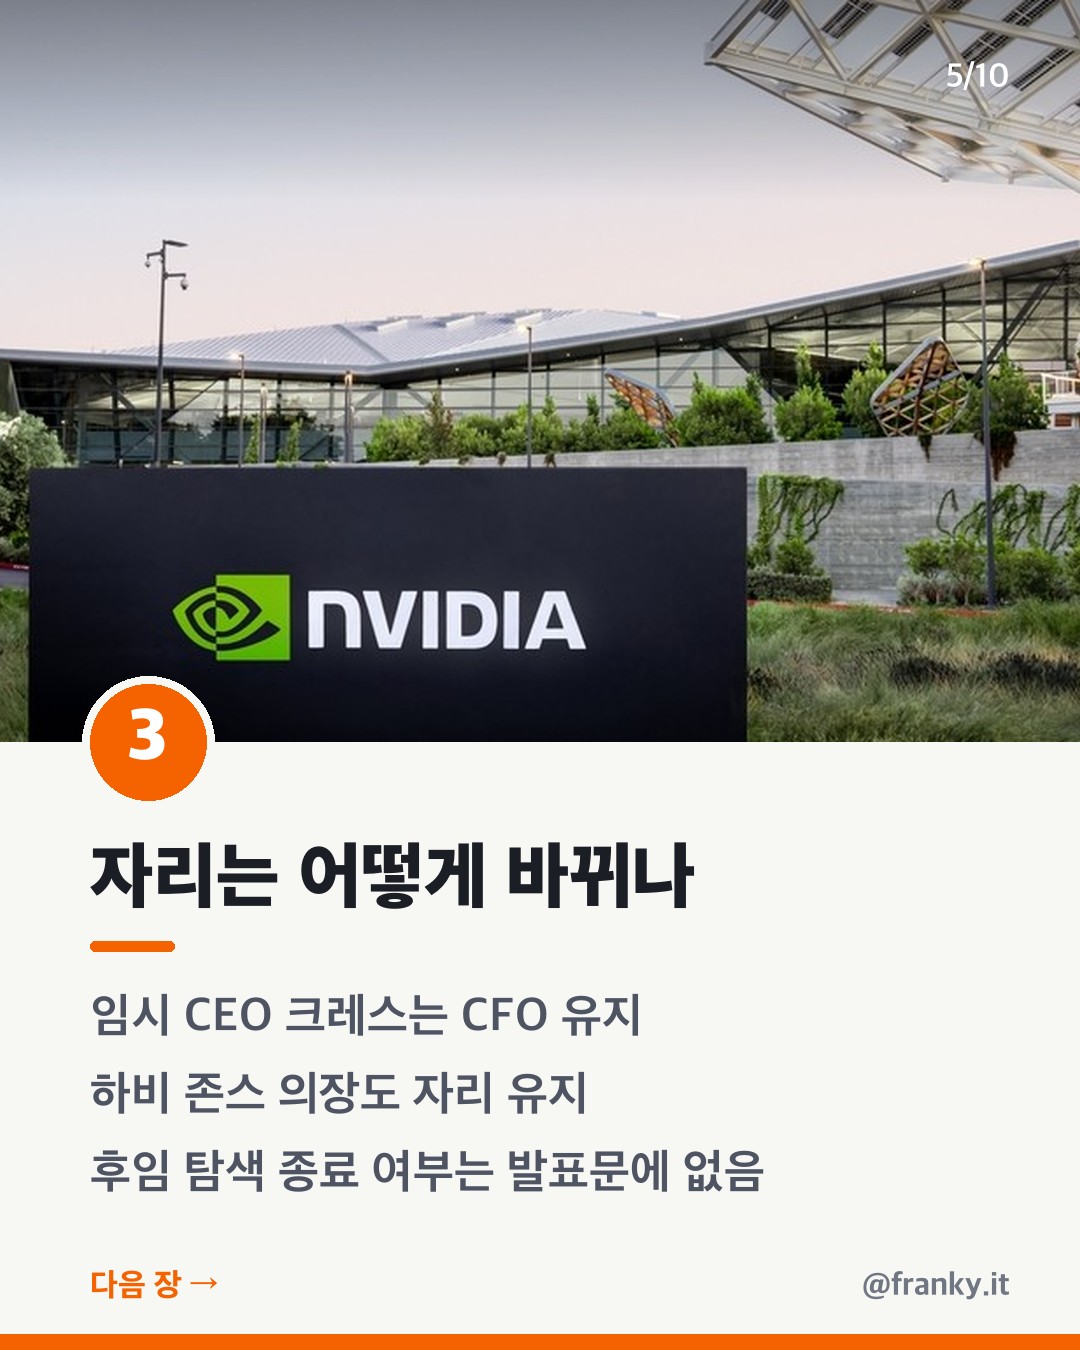 5/10
NVIDIA
3
자리는 어떻게 바뀌나
임시 CEO 크레스는 CFO 유지
하비 존스 의장도 자리 유지
후임 탐색 종료 여부는 발표문에 없음
다음 장 →
@franky.it